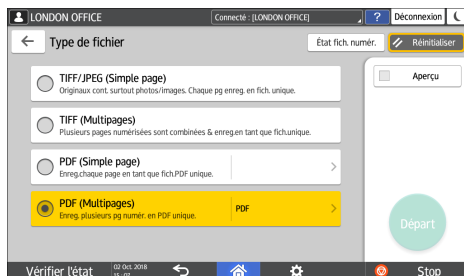 LONDON OFFICE
Connecté : [LONDON OFFICE]
?
Déconnexion
Type de fichier
État fich. numér.
Réinitialiser
TIFF/JPEG (Simple page)
Originaux cont. surtout photos/images. Chaque pg enreg. en fich. unique.
Aperçu
TIFF (Multipages)
Plusieurs pages numérisées sont combinées & enreg.en tant que fich.unique.
PDF (Simple page)
Enreg.chaque page en tant que fich.PDF unique.
PDF (Multipages)
Enreg. plusieurs pg numér. en PDF unique.
PDF
Départ
Vérifier l'état
02 Oct. 2018
15 : 07
Stop